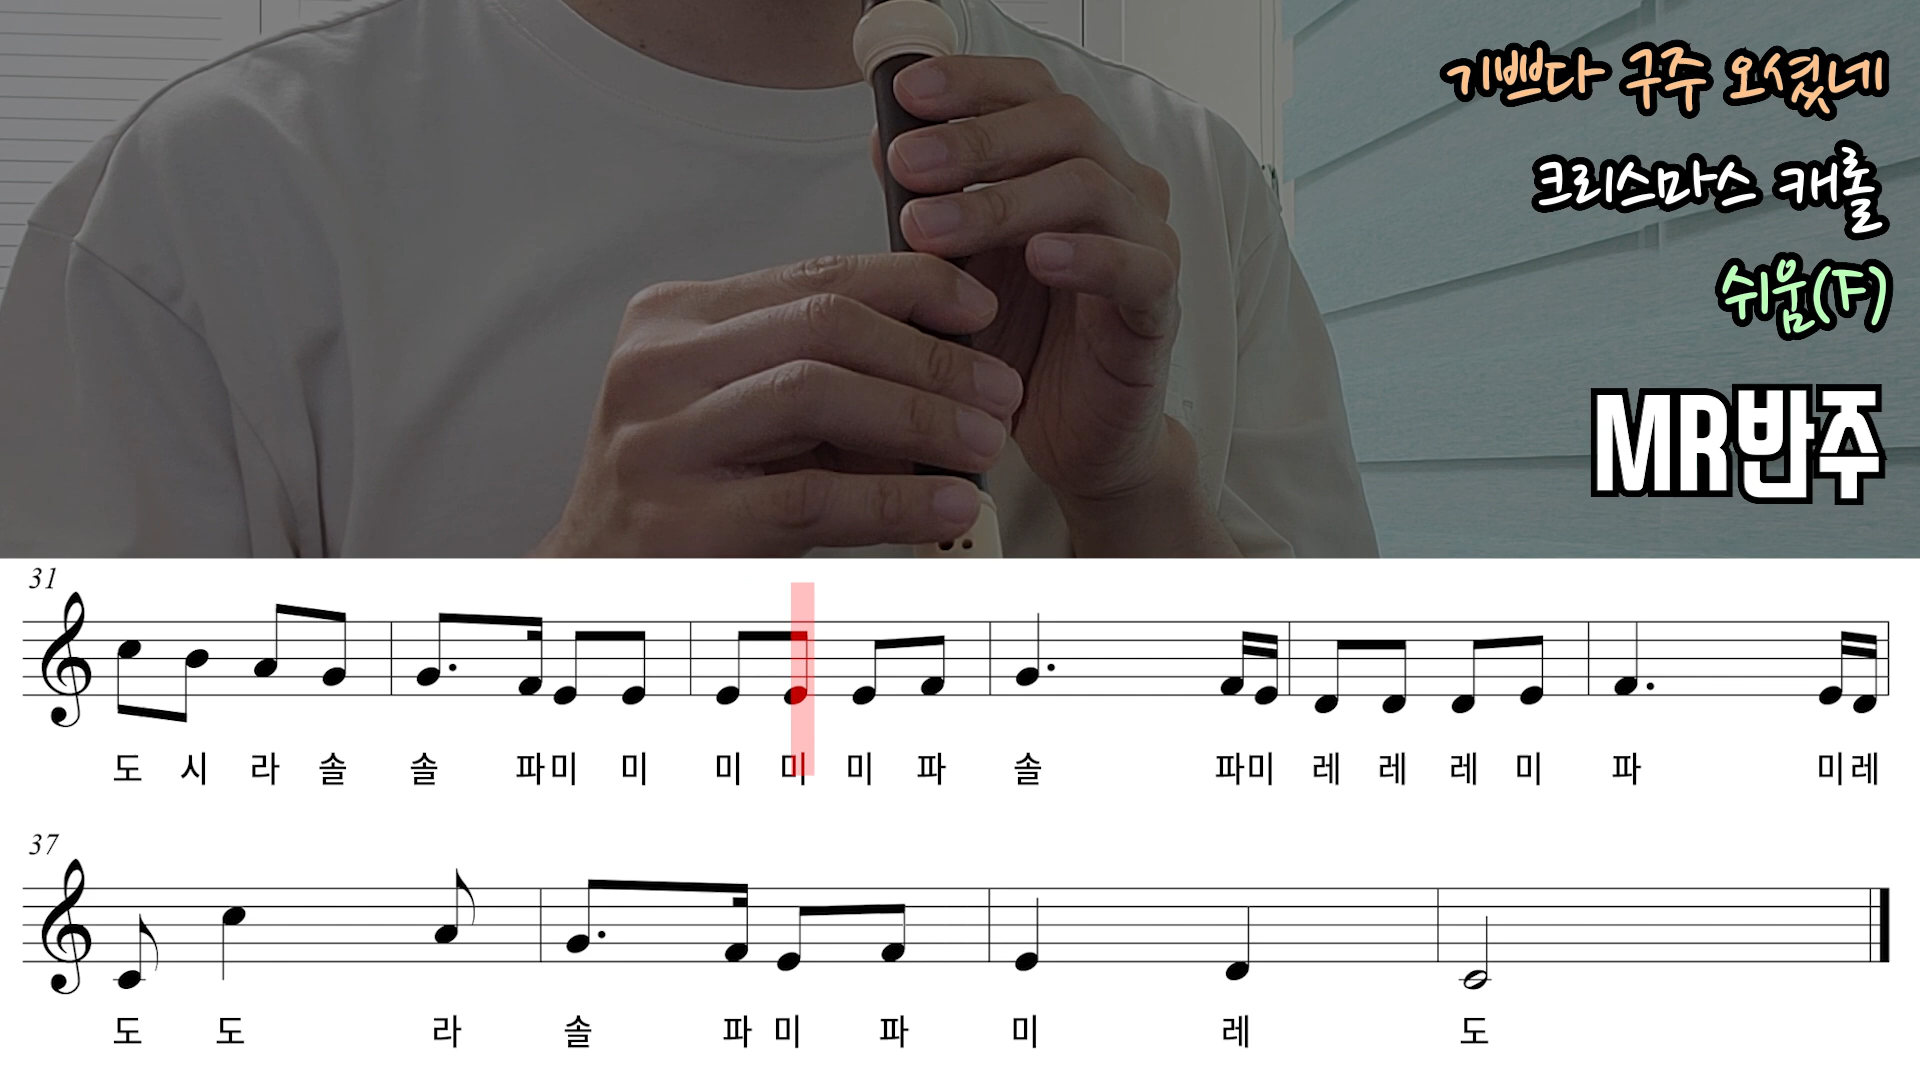 기쁘다 구주 오셨네
크리스마스 캐롤
쉬움(F)
MR반주
31
도 시 라 솔 솔 파 미 미 미 미 미 파 솔 파 미 레 레 레 미 파 미 레
37
도 도 라 솔 파 미 파 미 레 도